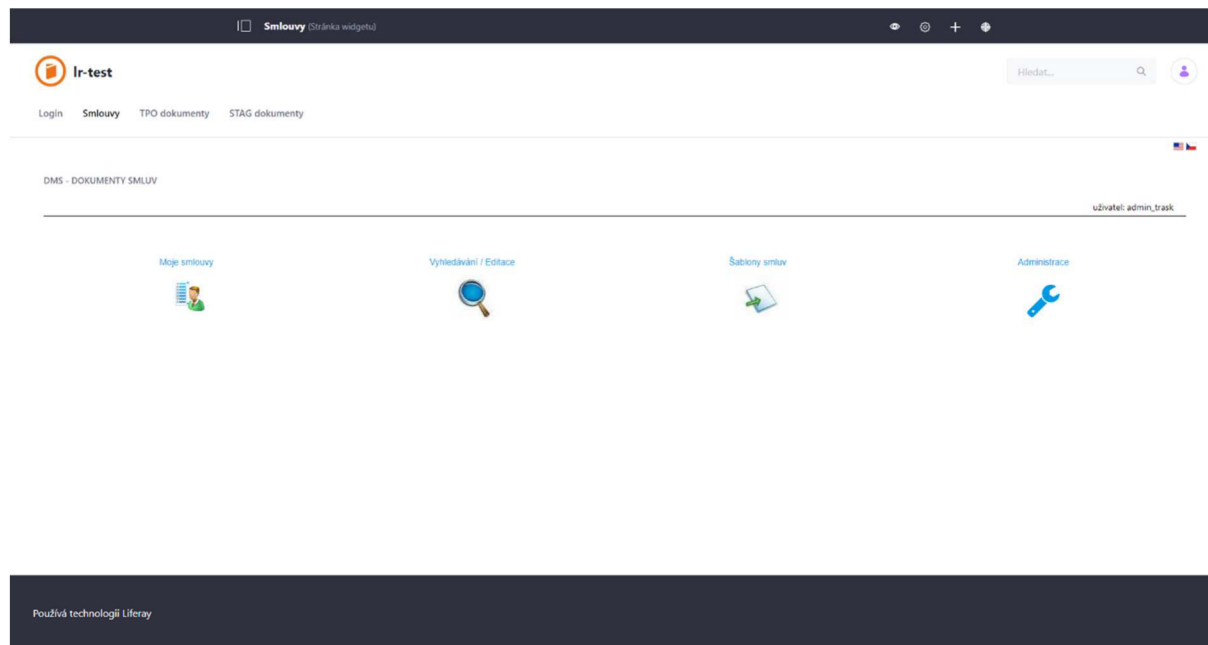 Smlouvy (Stránka widgetu)
lr-test
Hledat...
Login Smlouvy TPO dokumenty STAG dokumenty
DMS - DOKUMENTY SMLUV
uživatel: admin_trask
Moje smlouvy Vyhledávání / Editace Šablony smluv Administrace
Používá technologii Liferay